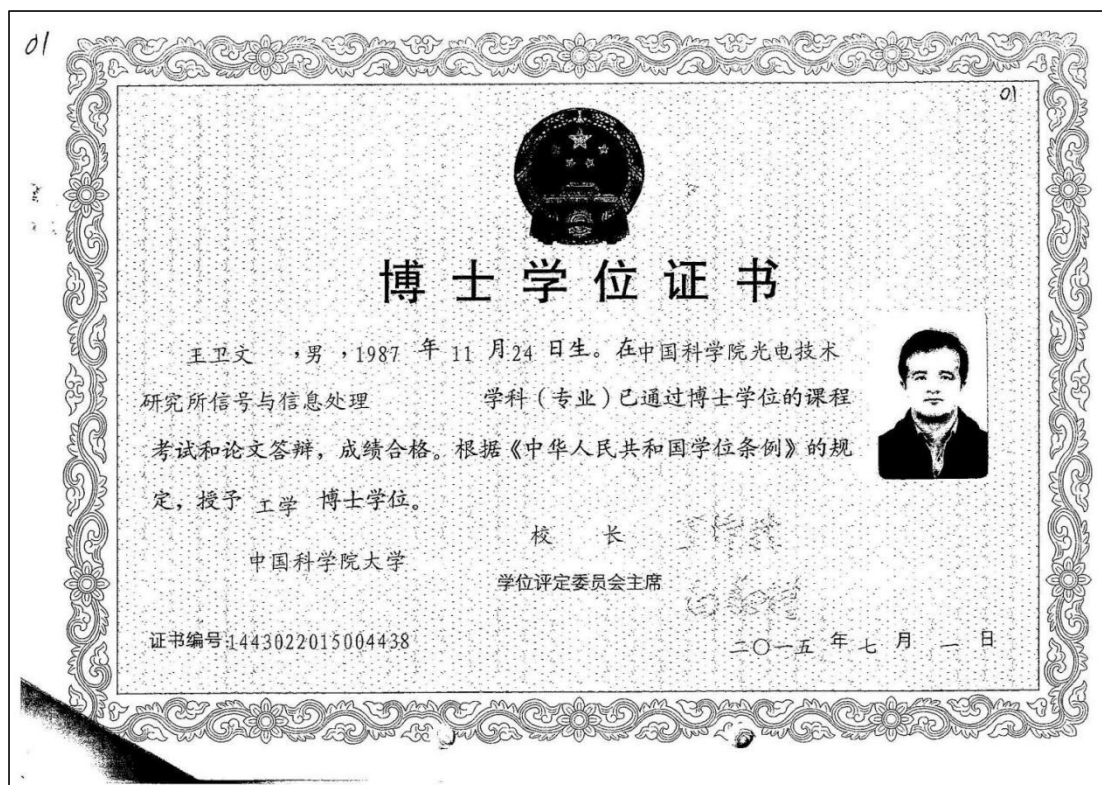 01
01
博士学位证书
王卫文 ，男，1987 年 11 月 24 日生。在中国科学院光电技术
研究所信号与信息处理 学科（专业）已通过博士学位的课程
考试和论文答辩，成绩合格。根据《中华人民共和国学位条例》的规
定，授予 工学 博士学位。
校 长
中国科学院大学
学位评定委员会主席
证书编号:1443022015004438
二〇一五 年 七 月 一 日